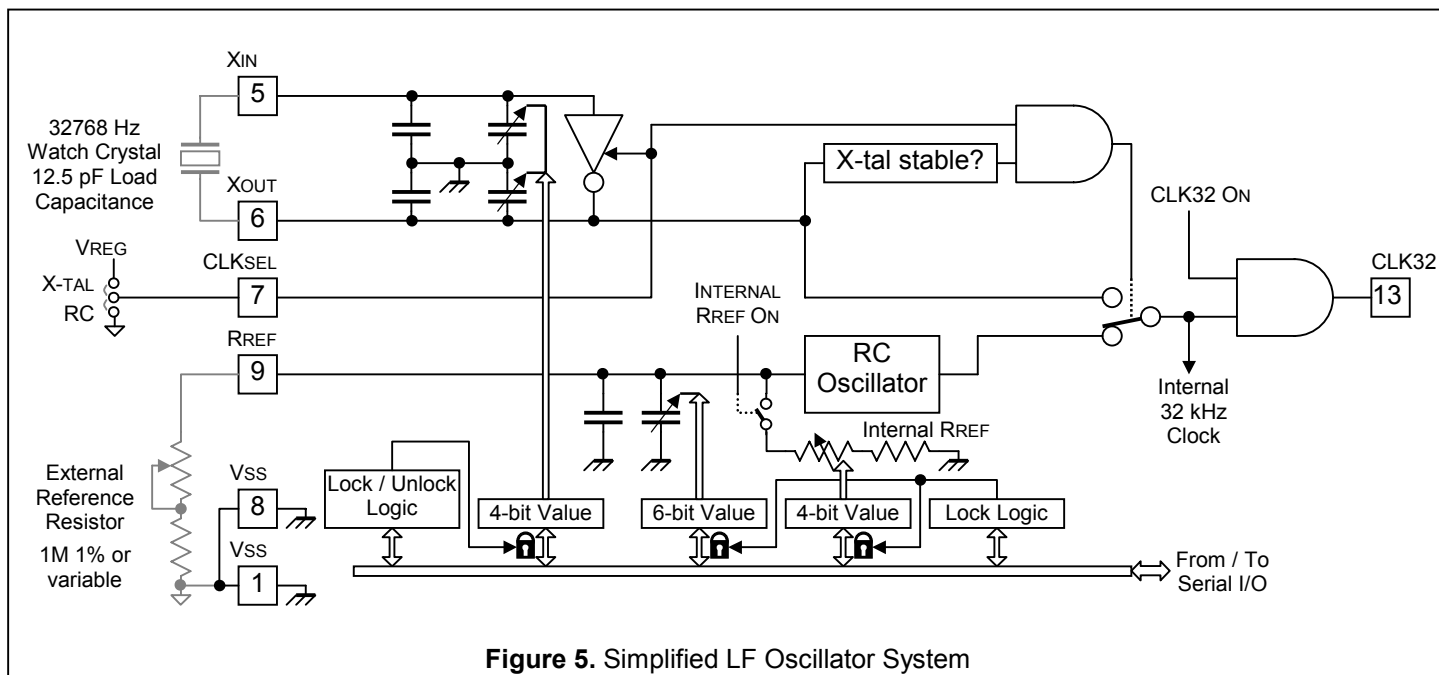 XIN
5
32768 Hz
Watch Crystal
12.5 pF Load
Capacitance
XOUT
6
X-tal stable?
CLK32 ON
VREG
X-TAL
RC
CLKSEL
7
CLK32
13
INTERNAL
RREF ON
RREF
9
RC
Oscillator
Internal
32 kHz
Clock
Internal RREF
External
Reference
Resistor
1M 1% or
variable
VSS
8
VSS
1
Lock / Unlock
Logic
4-bit Value
6-bit Value
4-bit Value
Lock Logic
From / To
Serial I/O
Figure 5. Simplified LF Oscillator System